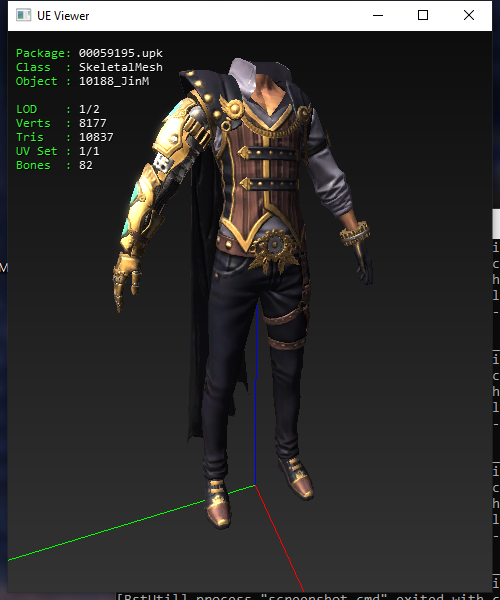 UE Viewer
Package: 00059195.upk
Class  : SkeletalMesh
Object : 10188_JinM
LOD    : 1/2
Verts  : 8177
Tris   : 10837
UV Set : 1/1
Bones  : 82
M
i
c
h
l
-
i
c
h
l
-
i
c
h
l
-
i
process "screenshot.cmd" exited with c